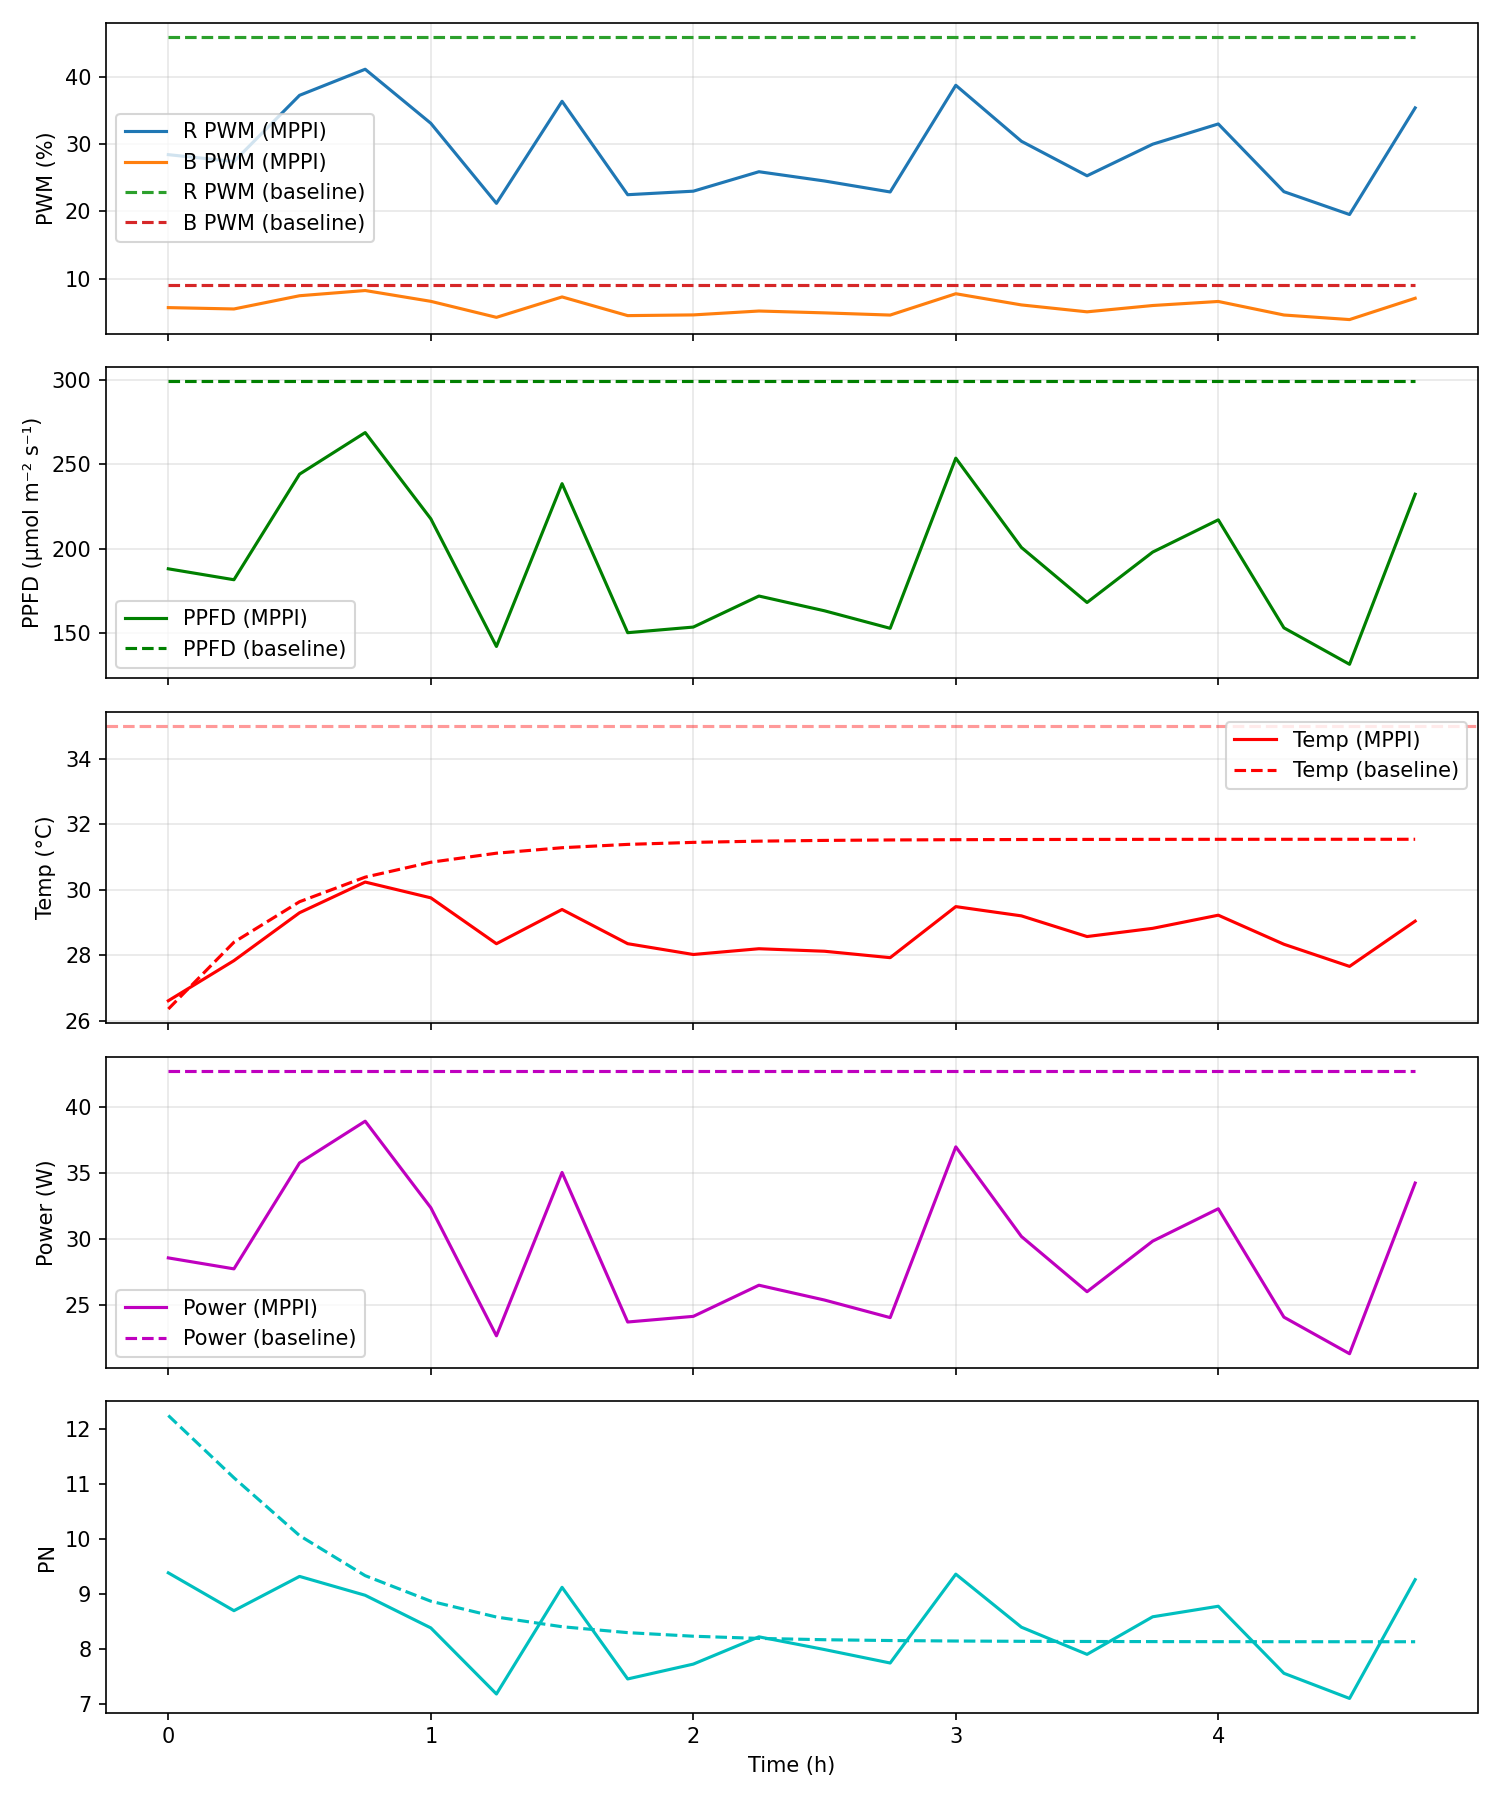 PWM (%)
40
30
20
10
R PWM (MPPI)
B PWM (MPPI)
R PWM (baseline)
B PWM (baseline)
PPFD (µmol m⁻² s⁻¹)
300
250
200
150
PPFD (MPPI)
PPFD (baseline)
Temp (°C)
34
32
30
28
26
Temp (MPPI)
Temp (baseline)
Power (W)
40
35
30
25
Power (MPPI)
Power (baseline)
PN
12
11
10
9
8
7
0 1 2 3 4
Time (h)